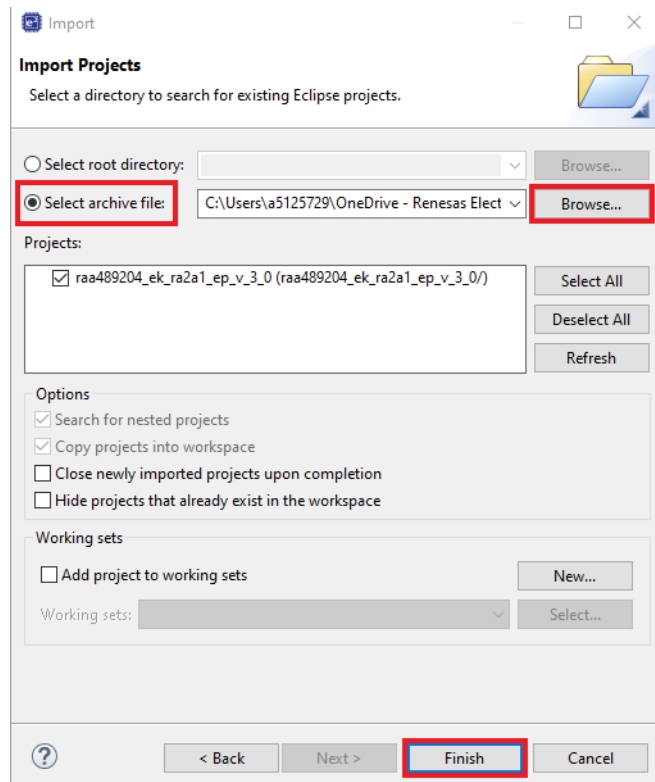 e² Import
Import Projects
Select a directory to search for existing Eclipse projects.
Select root directory: Browse...
Select archive file: C:\Users\a5125729\OneDrive - Renesas Elect Browse...
Projects:
raa489204_ek_ra2a1_ep_v_3_0 (raa489204_ek_ra2a1_ep_v_3_0/) Select All
Deselect All
Refresh
Options
Search for nested projects
Copy projects into workspace
Close newly imported projects upon completion
Hide projects that already exist in the workspace
Working sets
Add project to working sets New...
Working sets: Select...
? < Back Next > Finish Cancel